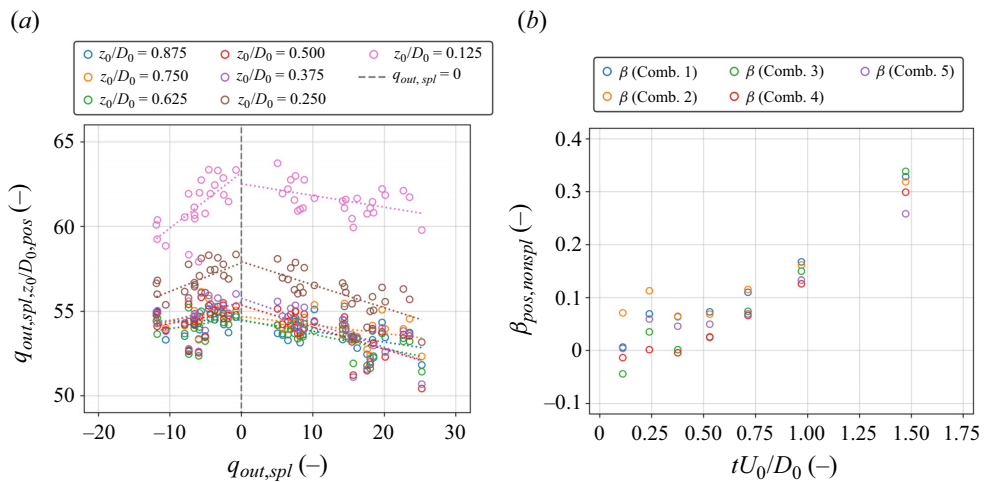 (a)
z0/D0 = 0.875
z0/D0 = 0.750
z0/D0 = 0.625
z0/D0 = 0.500
z0/D0 = 0.375
z0/D0 = 0.250
z0/D0 = 0.125
qout,spl = 0
65
60
55
50
qout,spl,z0/D0,pos (–)
–20
–10
0
10
20
30
qout,spl (–)
(b)
β (Comb. 1)
β (Comb. 2)
β (Comb. 3)
β (Comb. 4)
β (Comb. 5)
0.4
0.3
0.2
0.1
0
–0.1
βpos,nonspl (–)
0
0.25
0.50
0.75
1.00
1.25
1.50
1.75
tU0/D0 (–)